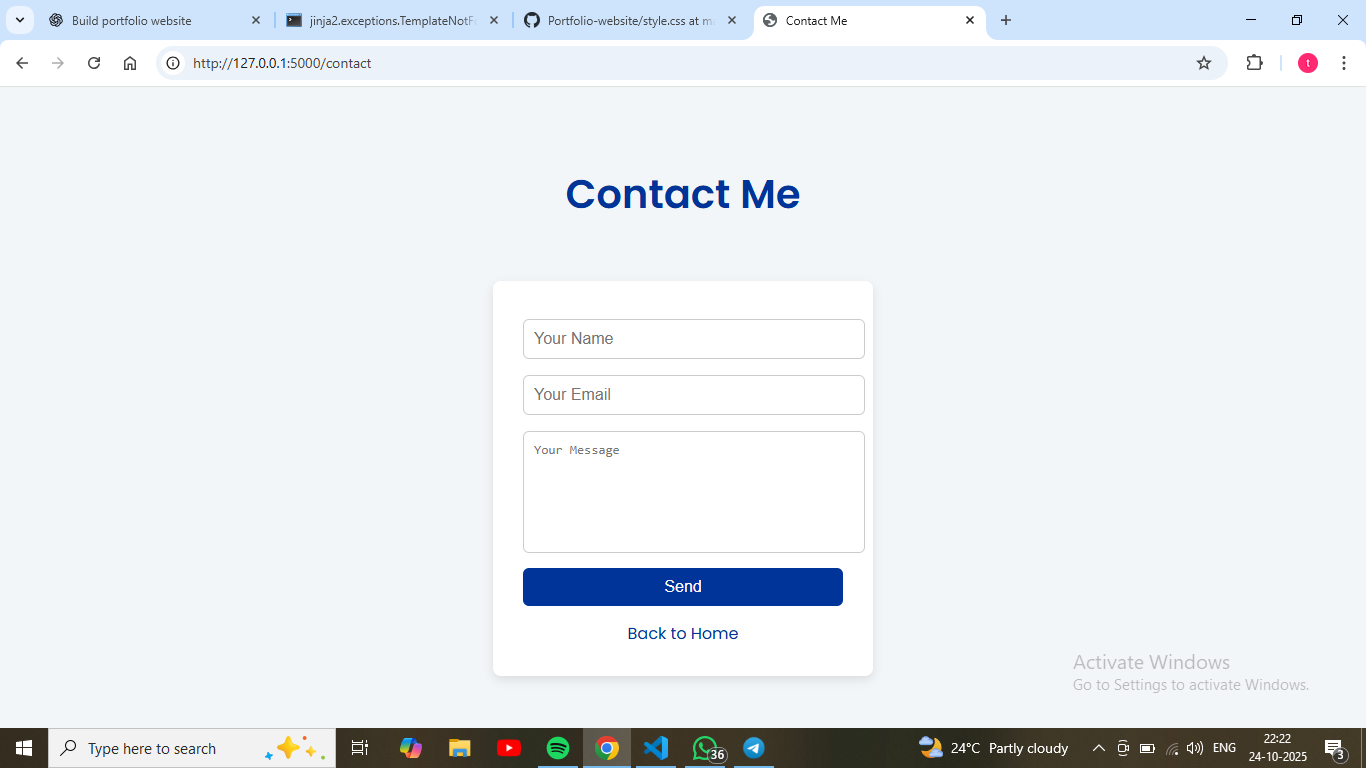 Build portfolio website
jinja2.exceptions.TemplateNotFo
Portfolio-website/style.css at ma
Contact Me
http://127.0.0.1:5000/contact
t
Contact Me
Your Name
Your Email
Your Message
Send
Back to Home
Activate Windows
Go to Settings to activate Windows.
Type here to search
36
24°C Partly cloudy
ENG
22:22
24-10-2025
3